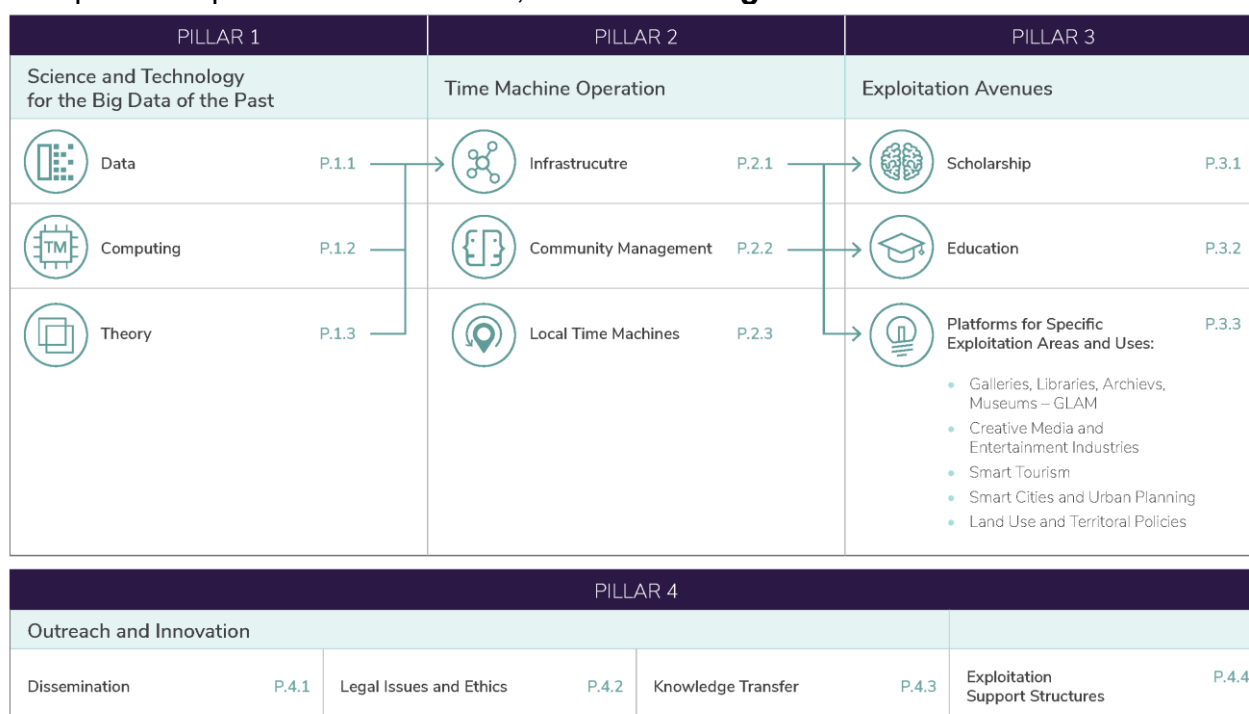 PILLAR 1
PILLAR 2
PILLAR 3
Science and Technology
for the Big Data of the Past
Time Machine Operation
Exploitation Avenues
Data P.1.1
Infrastrucutre P.2.1
Scholarship P.3.1
TM
Computing P.1.2
Community Management P.2.2
Education P.3.2
Theory P.1.3
Local Time Machines P.2.3
Platforms for Specific P.3.3
Exploitation Areas and Uses:
• Galleries, Libraries, Archievs,
Museums – GLAM
• Creative Media and
Entertainment Industries
• Smart Tourism
• Smart Cities and Urban Planning
• Land Use and Territoral Policies
PILLAR 4
Outreach and Innovation
Dissemination P.4.1
Legal Issues and Ethics P.4.2
Knowledge Transfer P.4.3
Exploitation P.4.4
Support Structures